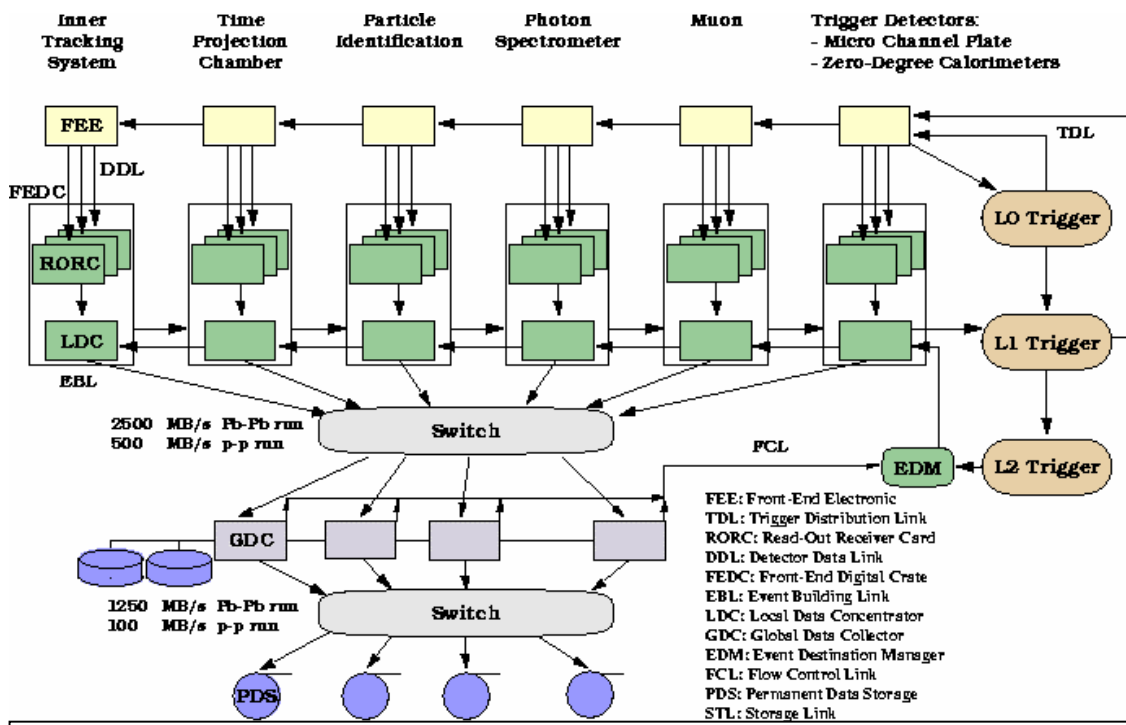 Inner
Tracking
System
Time
Projection
Chamber
Particle
Identification
Photon
Spectrometer
Muon
Trigger Detectors:
- Micro Channel Plate
- Zero-Degree Calorimeters
FEE
TDL
DDL
FEDC
L0 Trigger
RORC
LDC
L1 Trigger
EBL
2500 MB/s Pb-Pb run
500 MB/s p-p run
Switch
FCL
EDM
L2 Trigger
GDC
1250 MB/s Pb-Pb run
100 MB/s p-p run
Switch
PDS
FEE: Front-End Electronic
TDL: Trigger Distribution Link
RORC: Read-Out Receiver Card
DDL: Detector Data Link
FEDC: Front-End Digital Crate
EBL: Event Building Link
LDC: Local Data Concentrator
GDC: Global Data Collector
EDM: Event Destination Manager
FCL: Flow Control Link
PDS: Permanent Data Storage
STL: Storage Link